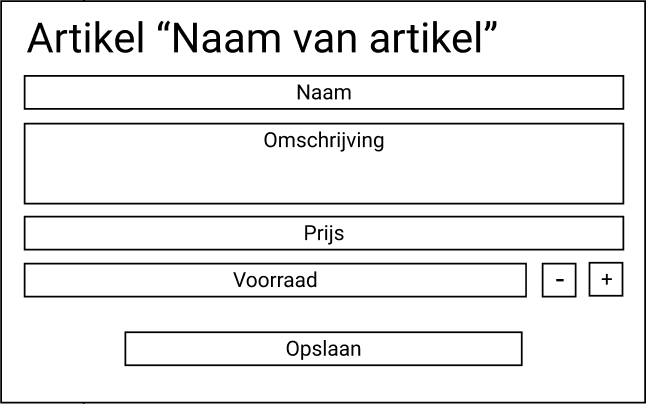 Artikel “Naam van artikel”
Naam
Omschrijving
Prijs
Voorraad - +
Opslaan